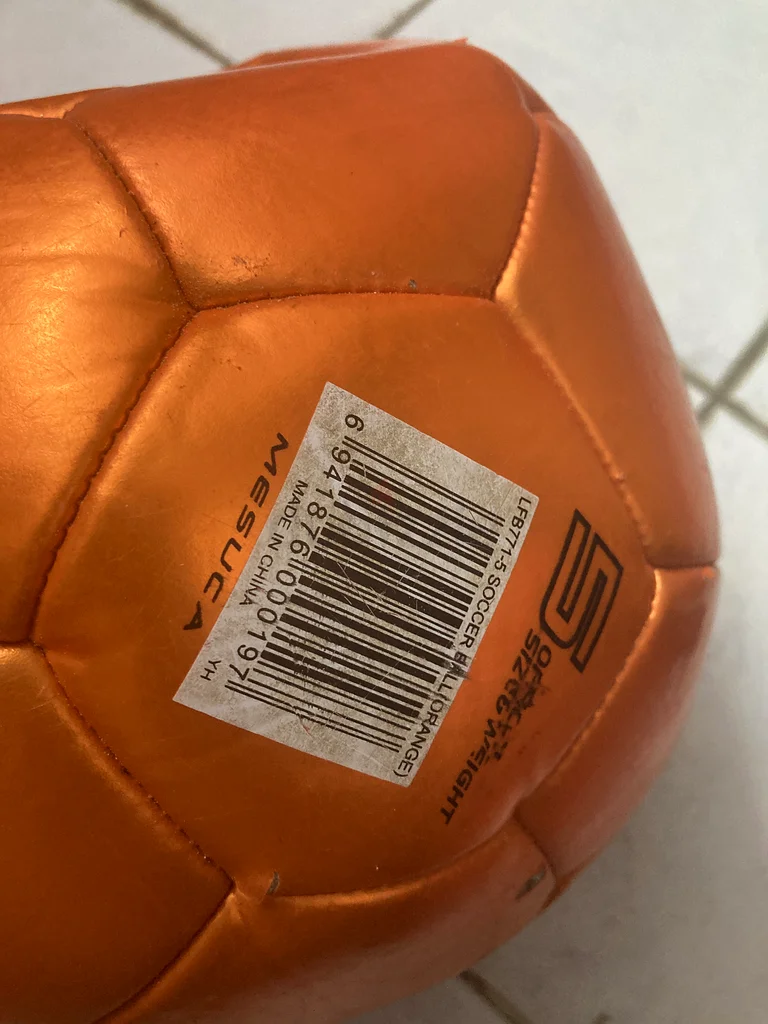 LFB771-5 SOCCER BALL(ORANGE)
6 941876 000197
MADE IN CHINA
YH
MESUCA
5
OFFICIAL
SIZE & WEIGHT